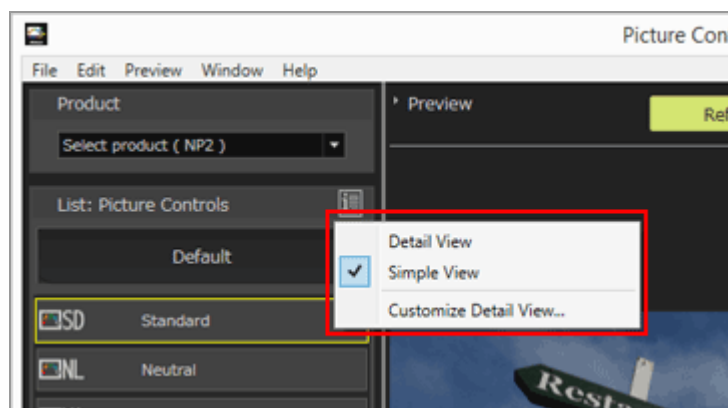 Picture Con
File Edit Preview Window Help
Product
Preview
Ref
Select product ( NP2 )
List: Picture Controls
Default
Detail View
Simple View
Customize Detail View...
SD Standard
NL Neutral
Resta